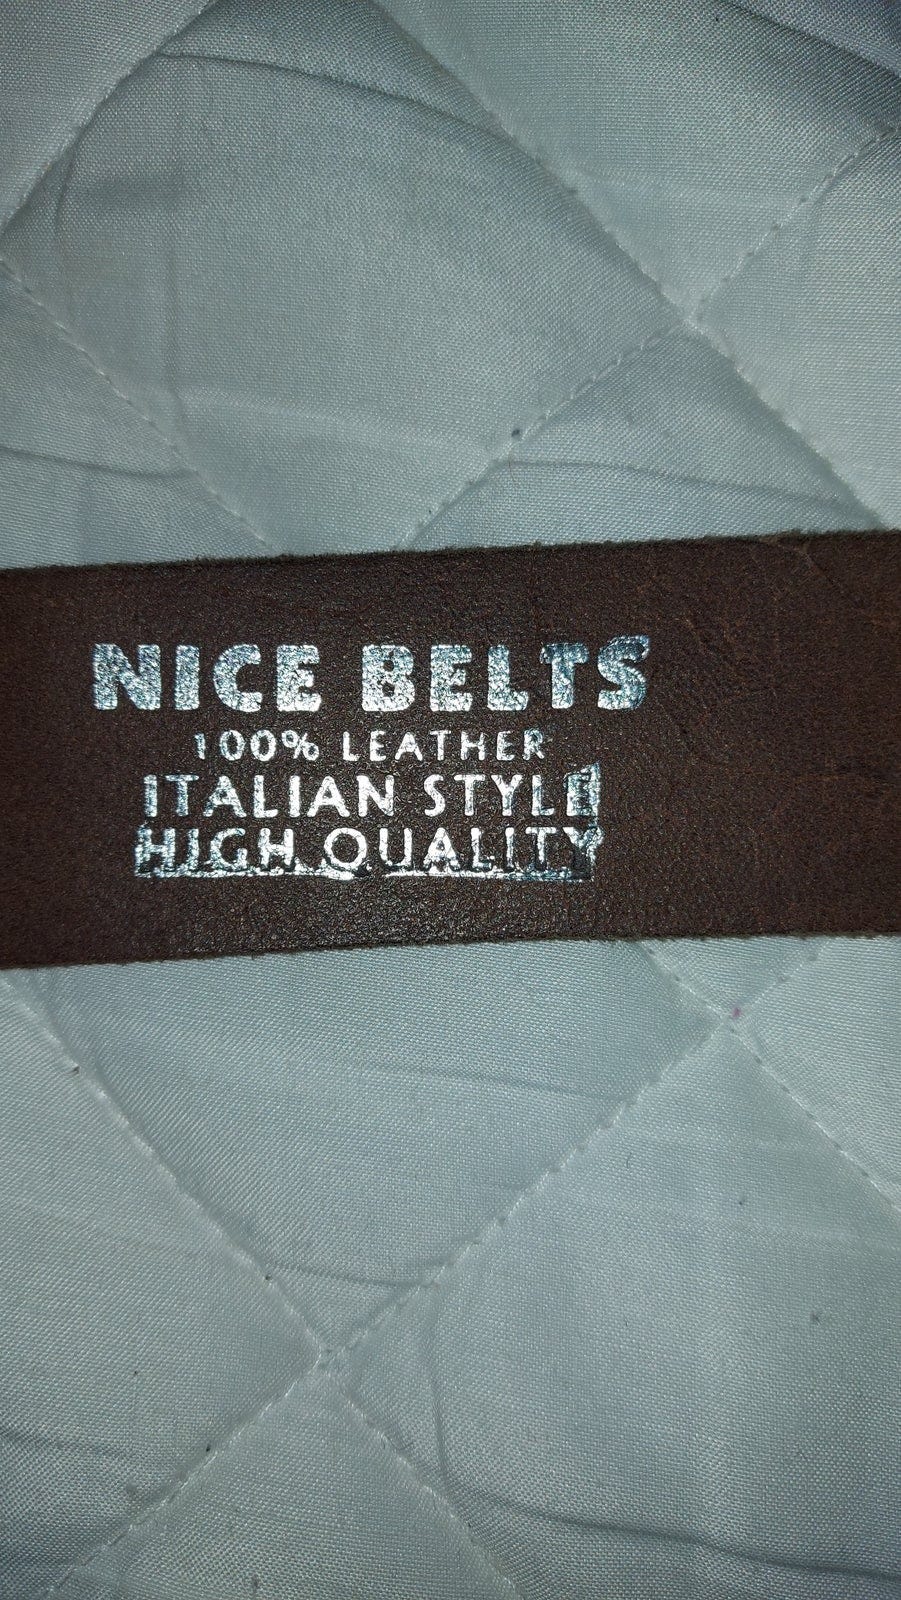 NICE BELTS
100% LEATHER
ITALIAN STYLE
HIGH QUALITY